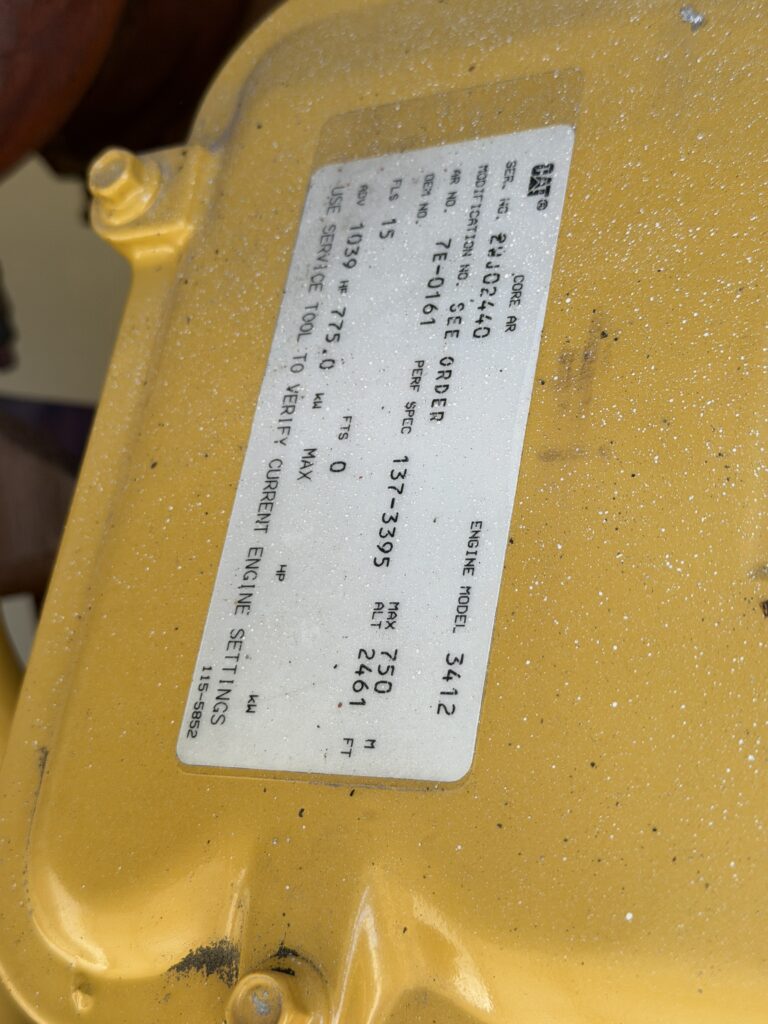 CAT® CORE AR ENGINE MODEL 3412
SER. NO. 2WJ02440
MODIFICATION NO. SEE ORDER
AR NO. 7E-0161 PERF SPEC 137-3395 MAX ALT 750 M
OEM NO. 2461 FT
FLS 15 FTS 0
ADV 1039 HP 775.0 kW MAX HP kW
USE SERVICE TOOL TO VERIFY CURRENT ENGINE SETTINGS
115-5852